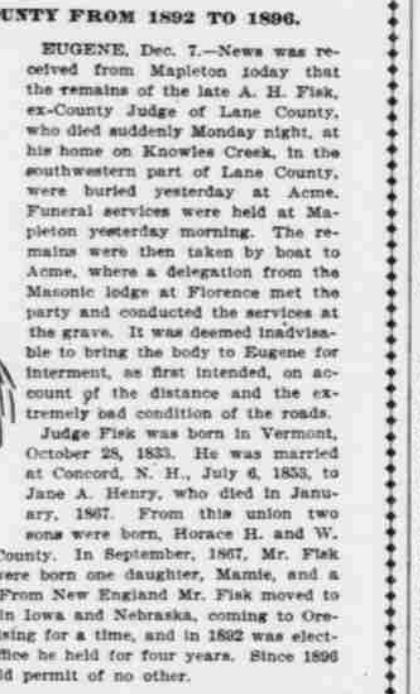 UNTY FROM 1892 TO 1896.
EUGENE, Dec. 7.—News was re-
ceived from Mapleton today that
the remains of the late A. H. Fisk,
ex-County Judge of Lane County,
who died suddenly Monday night, at
his home on Knowles Creek, in the
southwestern part of Lane County,
were buried yesterday at Acme.
Funeral services were held at Ma-
pleton yesterday morning. The re-
mains were then taken by boat to
Acme, where a delegation from the
Masonic lodge at Florence met the
party and conducted the services at
the grave. It was deemed inadvisa-
ble to bring the body to Eugene for
interment, as first intended, on ac-
count of the distance and the ex-
tremely bad condition of the roads.
Judge Fisk was born in Vermont,
October 28, 1833. He was married
at Concord, N. H., July 6, 1853, to
Jane A. Henry, who died in Janu-
ary, 1867. From this union two
sons were born, Horace H. and W.
County. In September, 1867, Mr. Fisk
ere born one daughter, Mamie, and a
From New England Mr. Fisk moved to
in Iowa and Nebraska, coming to Ore-
ising for a time, and in 1892 was elect-
fice he held for four years. Since 1896
ld permit of no other.